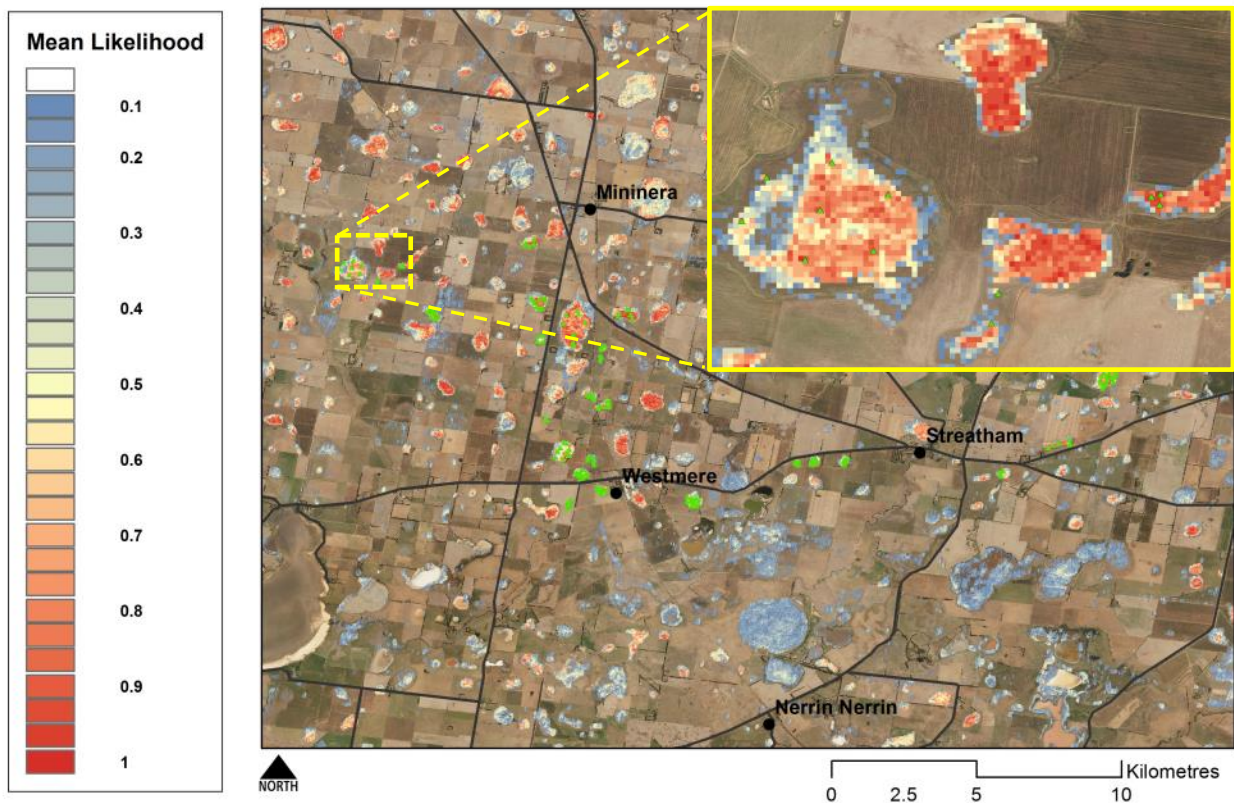 Mean Likelihood
0.1
0.2
0.3
0.4
0.5
0.6
0.7
0.8
0.9
1
Mininera
Streatham
Westmere
Nerrin Nerrin
NORTH
Kilometres
0 2.5 5 10